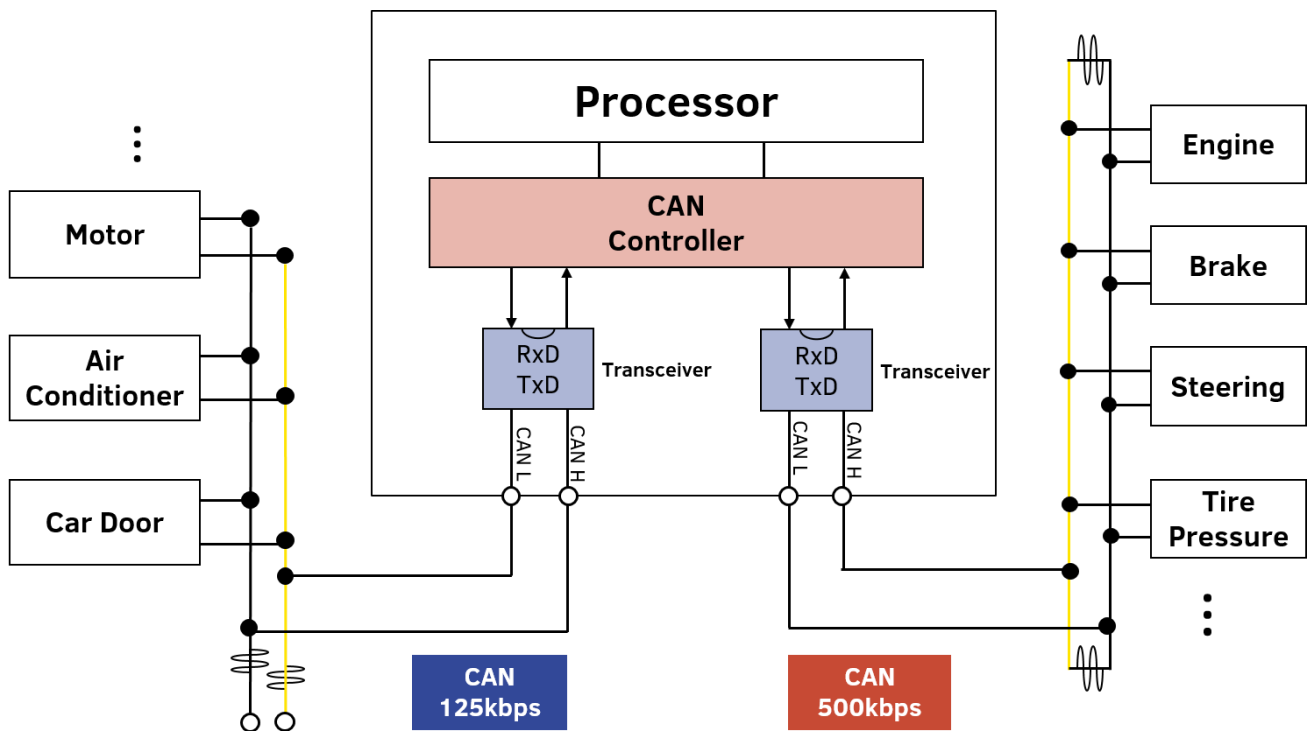 Processor
CAN
Controller
RxD
TxD
Transceiver
CAN L
CAN H
RxD
TxD
Transceiver
CAN L
CAN H
Motor
Air
Conditioner
Car Door
Engine
Brake
Steering
Tire
Pressure
CAN
125kbps
CAN
500kbps